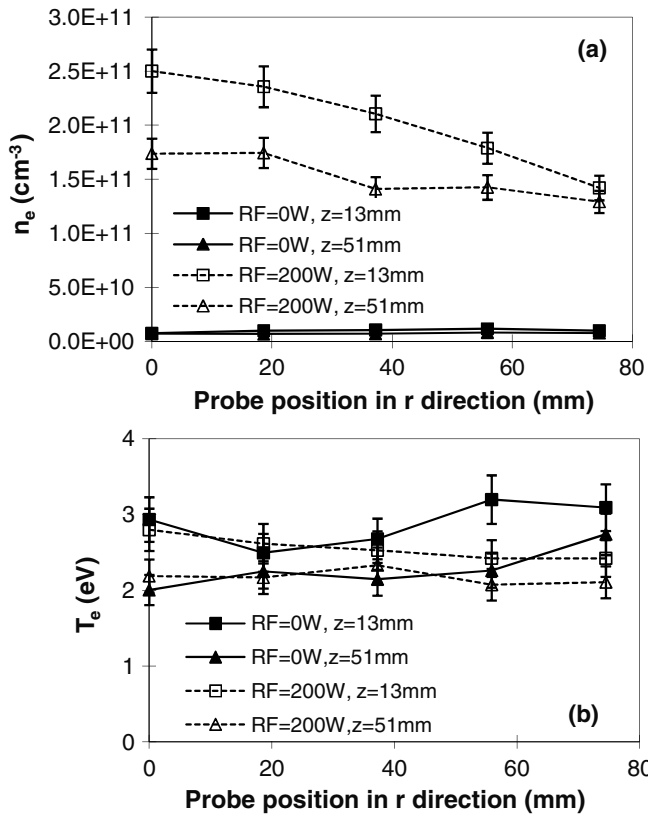 3.0E+11
(a)
2.5E+11
2.0E+11
1.5E+11
1.0E+11
5.0E+10
0.0E+00
n_e (cm^-3)
RF=0W, z=13mm
RF=0W, z=51mm
RF=200W, z=13mm
RF=200W, z=51mm
0 20 40 60 80
Probe position in r direction (mm)
4
3
2
1
0
T_e (eV)
RF=0W, z=13mm
RF=0W,z=51mm
RF=200W, z=13mm
RF=200W,z=51mm
(b)
0 20 40 60 80
Probe position in r direction (mm)